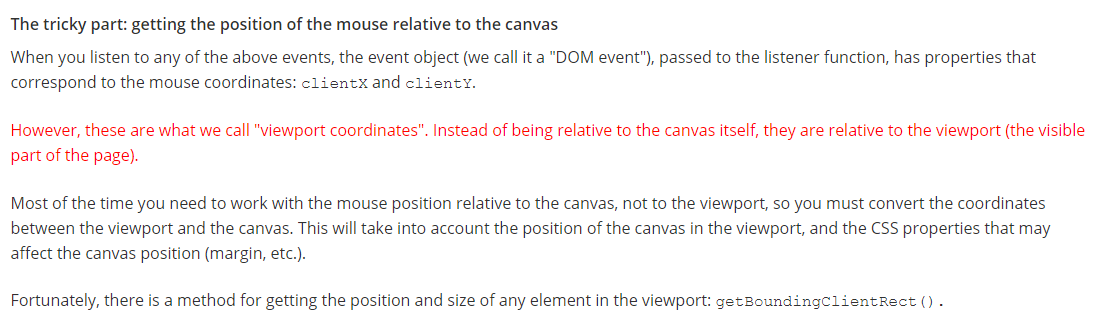 The tricky part: getting the position of the mouse relative to the canvas
When you listen to any of the above events, the event object (we call it a "DOM event"), passed to the listener function, has properties that
correspond to the mouse coordinates: clientX and clientY.
However, these are what we call "viewport coordinates". Instead of being relative to the canvas itself, they are relative to the viewport (the visible
part of the page).
Most of the time you need to work with the mouse position relative to the canvas, not to the viewport, so you must convert the coordinates
between the viewport and the canvas. This will take into account the position of the canvas in the viewport, and the CSS properties that may
affect the canvas position (margin, etc.).
Fortunately, there is a method for getting the position and size of any element in the viewport: getBoundingClientRect().